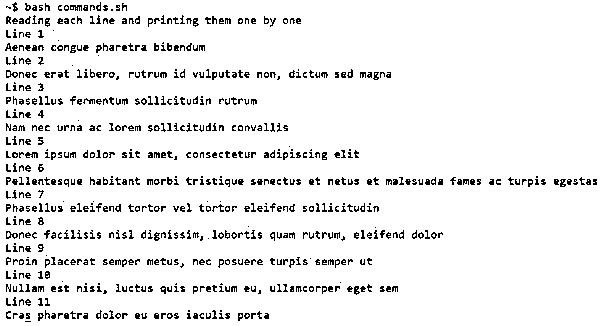 ~$ bash commands.sh
Reading each line and printing them one by one
Line 1
Aenean congue pharetra bibendum
Line 2
Donec erat libero, rutrum id vulputate non, dictum sed magna
Line 3
Phasellus fermentum sollicitudin rutrum
Line 4
Nam nec urna ac lorem sollicitudin convallis
Line 5
Lorem ipsum dolor sit amet, consectetur adipiscing elit
Line 6
Pellentesque habitant morbi tristique senectus et netus et malesuada fames ac turpis egestas
Line 7
Phasellus eleifend tortor vel tortor eleifend sollicitudin
Line 8
Donec facilisis nisl dignissim, lobortis quam rutrum, eleifend dolor
Line 9
Proin placerat semper metus, nec posuere turpis semper ut
Line 10
Nullam est nisi, luctus quis pretium eu, ullamcorper eget sem
Line 11
Cras pharetra dolor eu eros iaculis porta